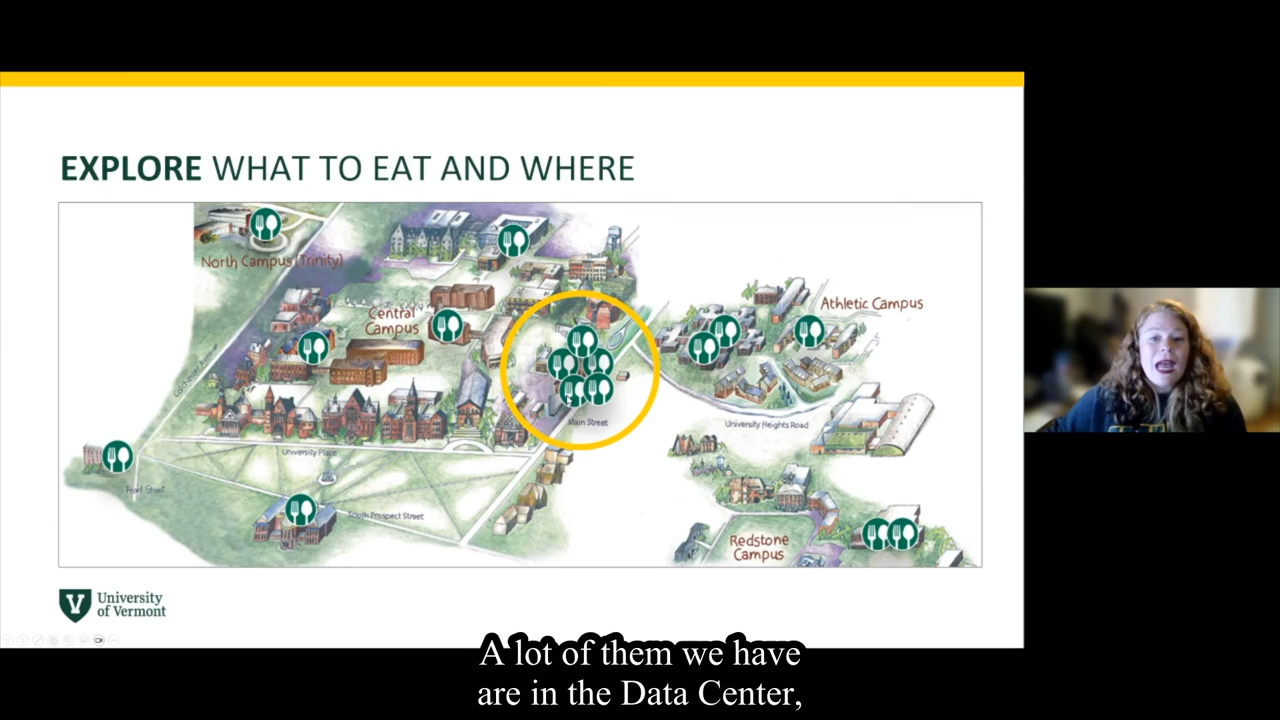 EXPLORE WHAT TO EAT AND WHERE
North Campus (Trinity)
Central
Campus
Athletic Campus
Main Street
University Heights Road
University Place
Pearl Street
South Prospect Street
Redstone
Campus
V University
of Vermont
A lot of them we have
are in the Data Center,